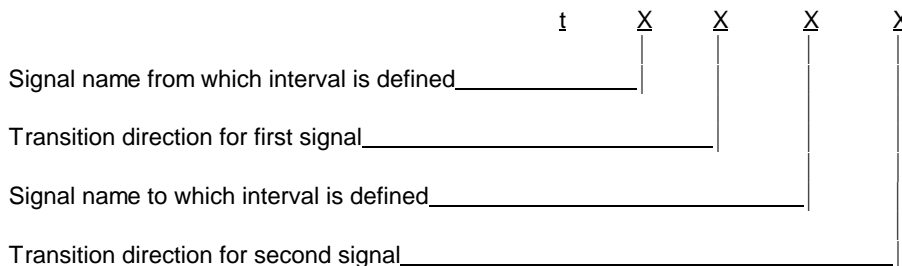 t X X X X
Signal name from which interval is defined
Transition direction for first signal
Signal name to which interval is defined
Transition direction for second signal